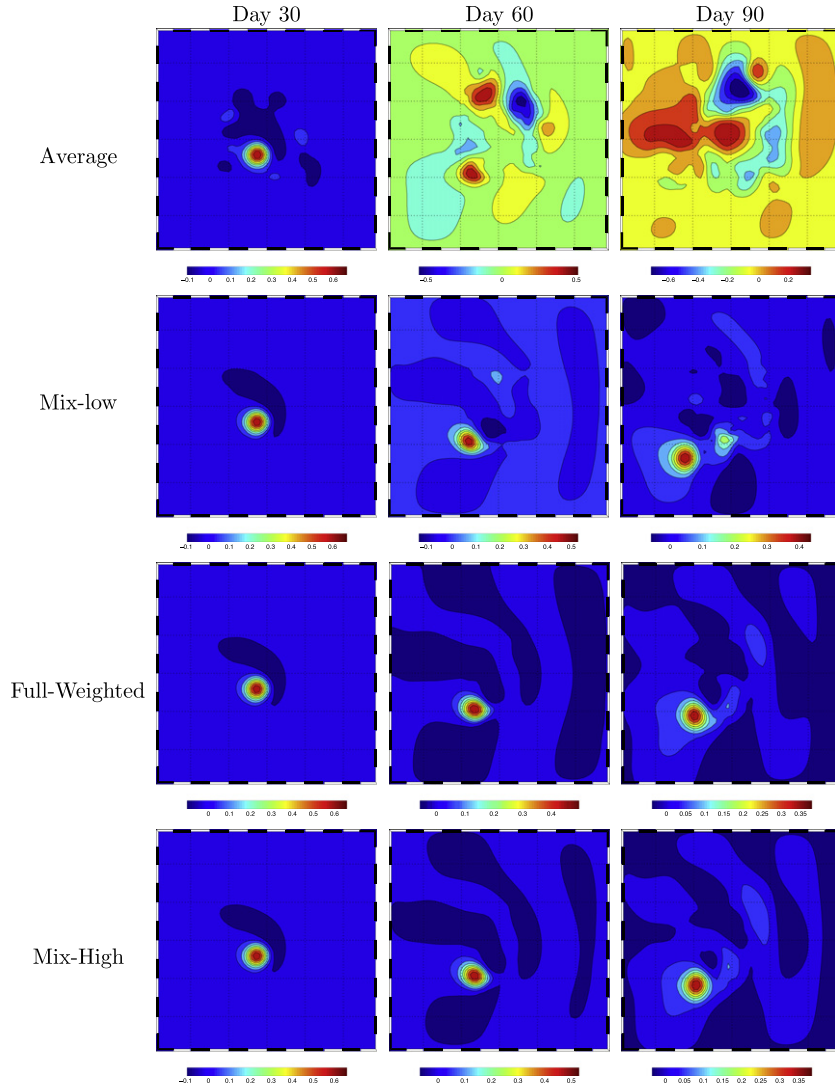 Day 30 Day 60 Day 90
Average
−0.1 0 0.1 0.2 0.3 0.4 0.5 0.6 −0.5 0 0.5 −0.6 −0.4 −0.2 0 0.2
Mix-low
−0.1 0 0.1 0.2 0.3 0.4 0.5 0.6 −0.1 0 0.1 0.2 0.3 0.4 0.5 0 0.1 0.2 0.3 0.4
Full-Weighted
0 0.1 0.2 0.3 0.4 0.5 0.6 0 0.1 0.2 0.3 0.4 0 0.05 0.1 0.15 0.2 0.25 0.3 0.35
Mix-High
−0.1 0 0.1 0.2 0.3 0.4 0.5 0.6 0 0.1 0.2 0.3 0.4 0.5 0 0.05 0.1 0.15 0.2 0.25 0.3 0.35